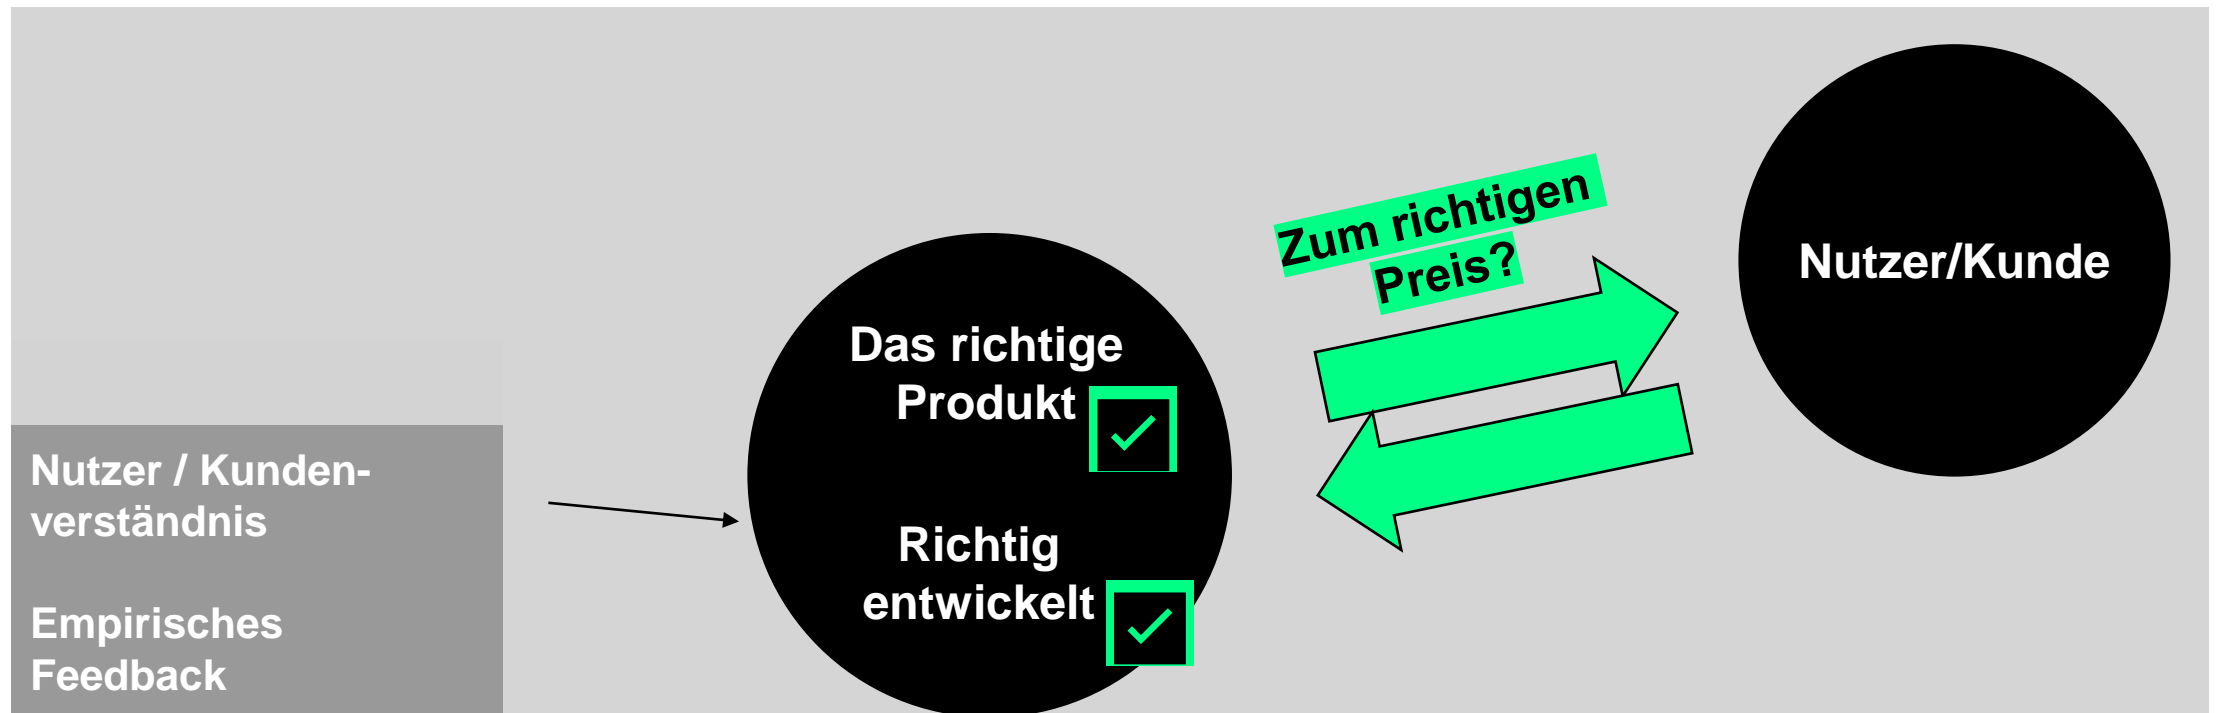 Nutzer / Kunden-
verständnis
Empirisches
Feedback
Das richtige
Produkt
Richtig
entwickelt
Zum richtigen
Preis?
Nutzer/Kunde